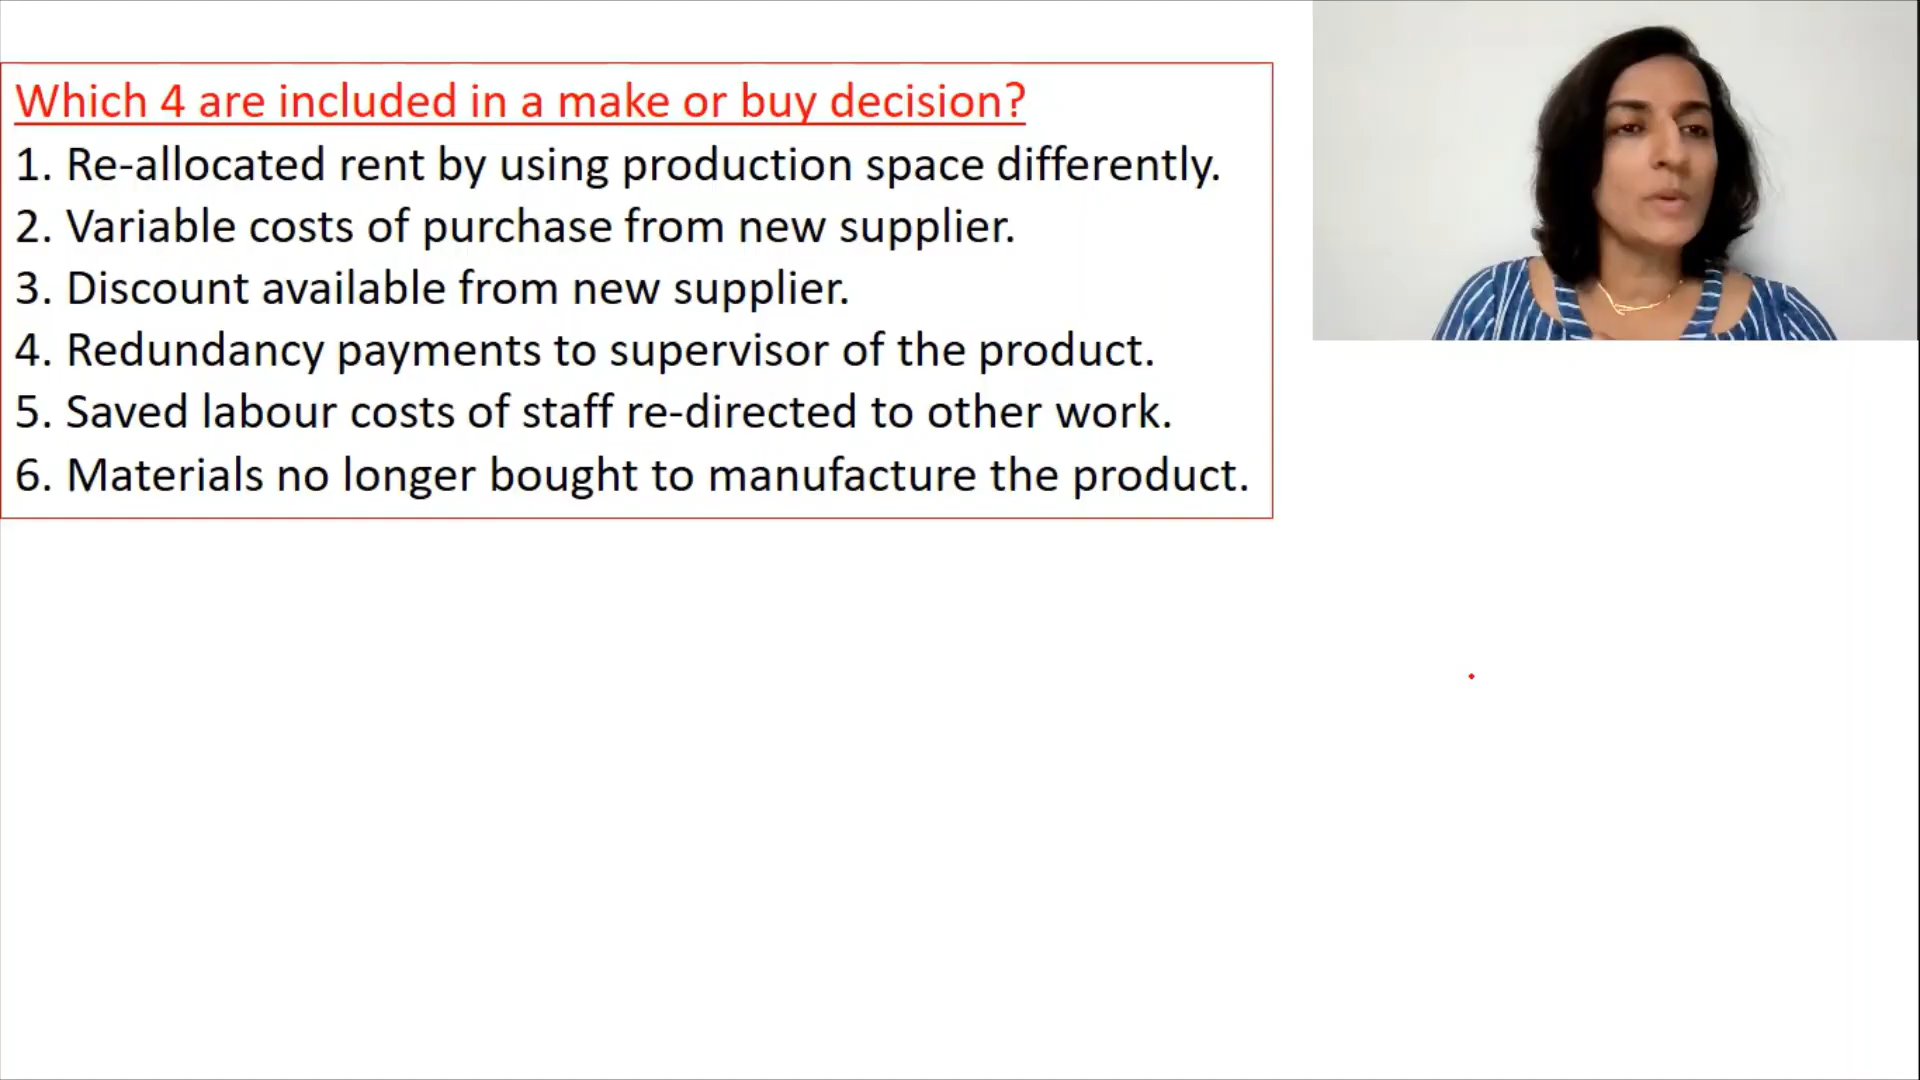 Which 4 are included in a make or buy decision?
1. Re-allocated rent by using production space differently.
2. Variable costs of purchase from new supplier.
3. Discount available from new supplier.
4. Redundancy payments to supervisor of the product.
5. Saved labour costs of staff re-directed to other work.
6. Materials no longer bought to manufacture the product.